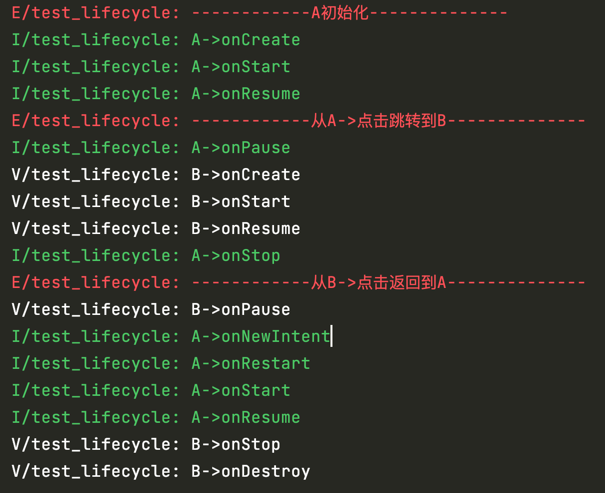 E/test_lifecycle: ------------A初始化--------------
I/test_lifecycle: A->onCreate
I/test_lifecycle: A->onStart
I/test_lifecycle: A->onResume
E/test_lifecycle: ------------从A->点击跳转到B--------------
I/test_lifecycle: A->onPause
V/test_lifecycle: B->onCreate
V/test_lifecycle: B->onStart
V/test_lifecycle: B->onResume
I/test_lifecycle: A->onStop
E/test_lifecycle: ------------从B->点击返回到A--------------
V/test_lifecycle: B->onPause
I/test_lifecycle: A->onNewIntent
I/test_lifecycle: A->onRestart
I/test_lifecycle: A->onStart
I/test_lifecycle: A->onResume
V/test_lifecycle: B->onStop
V/test_lifecycle: B->onDestroy